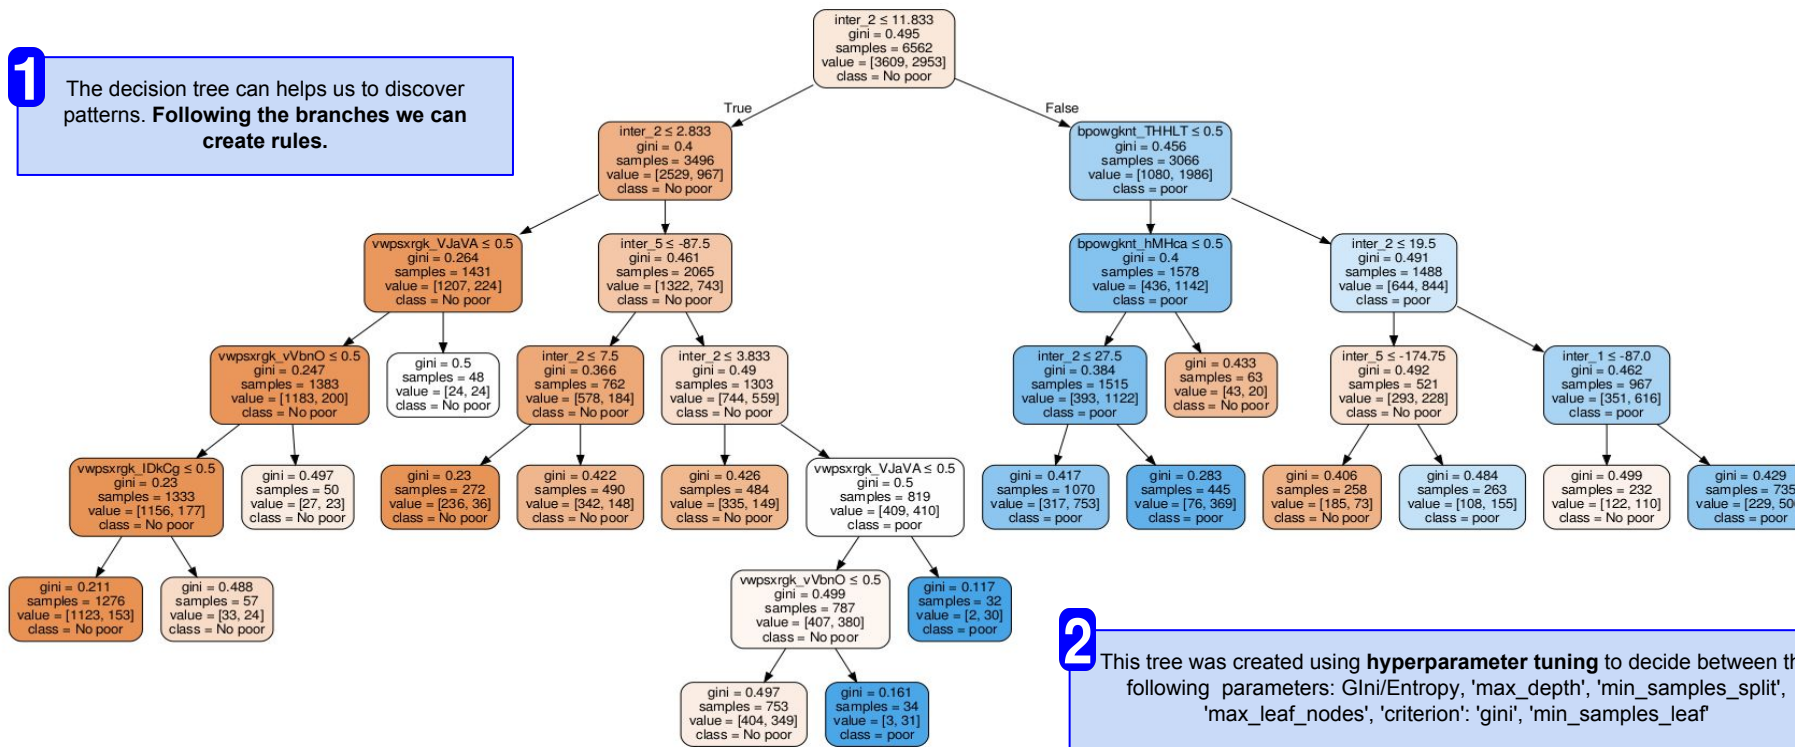 inter_2 ≤ 11.833
gini = 0.495
samples = 6562
value = [3609, 2953]
class = No poor
1
The decision tree can helps us to discover
patterns. Following the branches we can
create rules.
True
False
inter_2 ≤ 2.833
gini = 0.4
samples = 3496
value = [2529, 967]
class = No poor
bpowgknt_THHLT ≤ 0.5
gini = 0.456
samples = 3066
value = [1080, 1986]
class = poor
vwpsxrgk_VJaVA ≤ 0.5
gini = 0.264
samples = 1431
value = [1207, 224]
class = No poor
inter_5 ≤ -87.5
gini = 0.461
samples = 2065
value = [1322, 743]
class = No poor
bpowgknt_hMHca ≤ 0.5
gini = 0.4
samples = 1578
value = [436, 1142]
class = poor
inter_2 ≤ 19.5
gini = 0.491
samples = 1488
value = [644, 844]
class = poor
vwpsxrgk_vVbnO ≤ 0.5
gini = 0.247
samples = 1383
value = [1183, 200]
class = No poor
gini = 0.5
samples = 48
value = [24, 24]
class = No poor
inter_2 ≤ 7.5
gini = 0.366
samples = 762
value = [578, 184]
class = No poor
inter_2 ≤ 3.833
gini = 0.49
samples = 1303
value = [744, 559]
class = No poor
inter_2 ≤ 27.5
gini = 0.384
samples = 1515
value = [393, 1122]
class = poor
gini = 0.433
samples = 63
value = [43, 20]
class = No poor
inter_5 ≤ -174.75
gini = 0.492
samples = 521
value = [293, 228]
class = No poor
inter_1 ≤ -87.0
gini = 0.462
samples = 967
value = [351, 616]
class = poor
vwpsxrgk_IDkCg ≤ 0.5
gini = 0.23
samples = 1333
value = [1156, 177]
class = No poor
gini = 0.497
samples = 50
value = [27, 23]
class = No poor
gini = 0.23
samples = 272
value = [236, 36]
class = No poor
gini = 0.422
samples = 490
value = [342, 148]
class = No poor
gini = 0.426
samples = 484
value = [335, 149]
class = No poor
vwpsxrgk_VJaVA ≤ 0.5
gini = 0.5
samples = 819
value = [409, 410]
class = poor
gini = 0.417
samples = 1070
value = [317, 753]
class = poor
gini = 0.283
samples = 445
value = [76, 369]
class = poor
gini = 0.406
samples = 258
value = [185, 73]
class = No poor
gini = 0.484
samples = 263
value = [108, 155]
class = poor
gini = 0.499
samples = 232
value = [122, 110]
class = No poor
gini = 0.429
samples = 735
value = [229,
class = poor
gini = 0.211
samples = 1276
value = [1123, 153]
class = No poor
gini = 0.488
samples = 57
value = [33, 24]
class = No poor
vwpsxrgk_vVbnO ≤ 0.5
gini = 0.499
samples = 787
value = [407, 380]
class = No poor
gini = 0.117
samples = 32
value = [2, 30]
class = poor
gini = 0.497
samples = 753
value = [404, 349]
class = No poor
gini = 0.161
samples = 34
value = [3, 31]
class = poor
2
This tree was created using hyperparameter tuning to decide between
following parameters: GIni/Entropy, 'max_depth', 'min_samples_split',
'max_leaf_nodes', 'criterion': 'gini', 'min_samples_leaf'